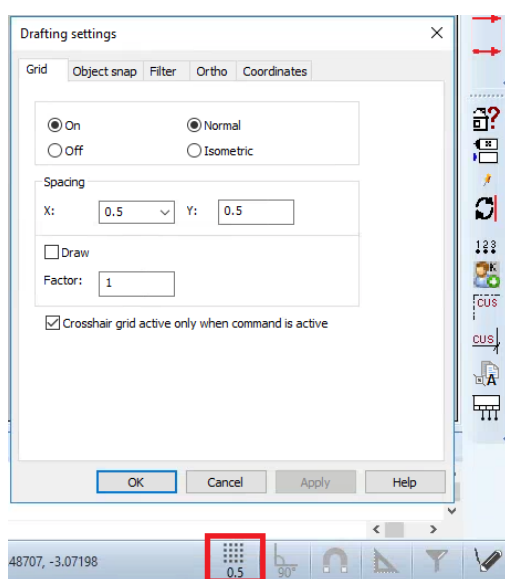 Drafting settings
Grid Object snap Filter Ortho Coordinates
On Normal
Off Isometric
Spacing
X: 0.5 Y: 0.5
Draw
Factor: 1
Crosshair grid active only when command is active
OK Cancel Apply Help
48707, -3.07198
0.5 90°
?
123
K
CUS
CUS
A